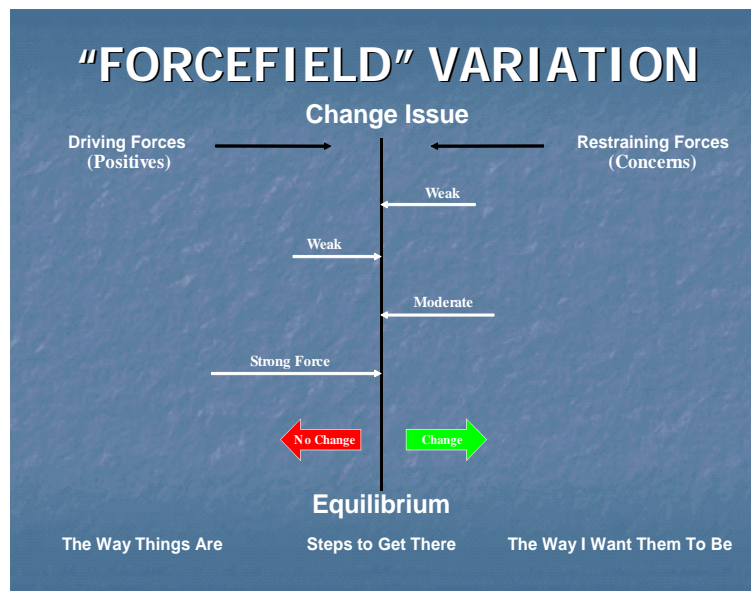 “FORCEFIELD” VARIATION
Change Issue
Driving Forces
(Positives)
Restraining Forces
(Concerns)
Weak
Weak
Moderate
Strong Force
No Change
Change
Equilibrium
The Way Things Are
Steps to Get There
The Way I Want Them To Be